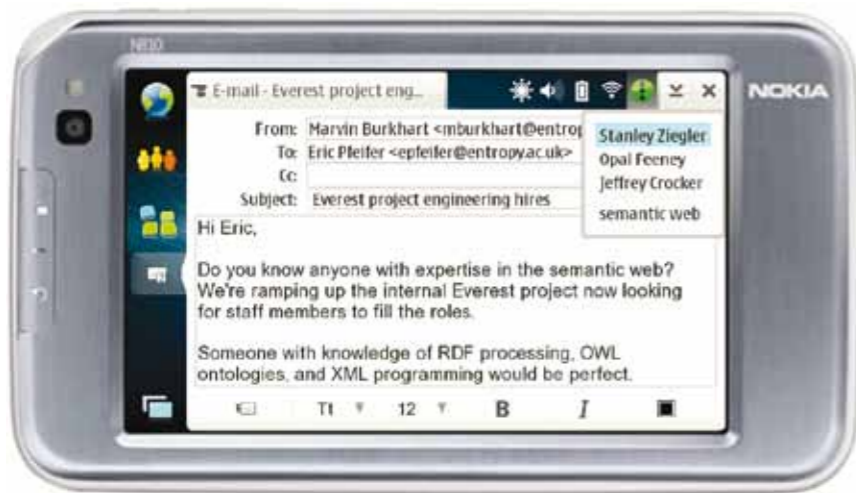 N810
NOKIA
E-mail - Everest project eng...
From: Marvin Burkhart <mburkhart@entrop
To: Eric Pfeifer <epfeifer@entropy.ac.uk>
Cc:
Subject: Everest project engineering hires
Stanley Ziegler
Opal Feeney
Jeffrey Crocker
semantic web
Hi Eric,
Do you know anyone with expertise in the semantic web?
We're ramping up the internal Everest project now looking
for staff members to fill the roles.
Someone with knowledge of RDF processing, OWL
ontologies, and XML programming would be perfect.
Tt 12 B I